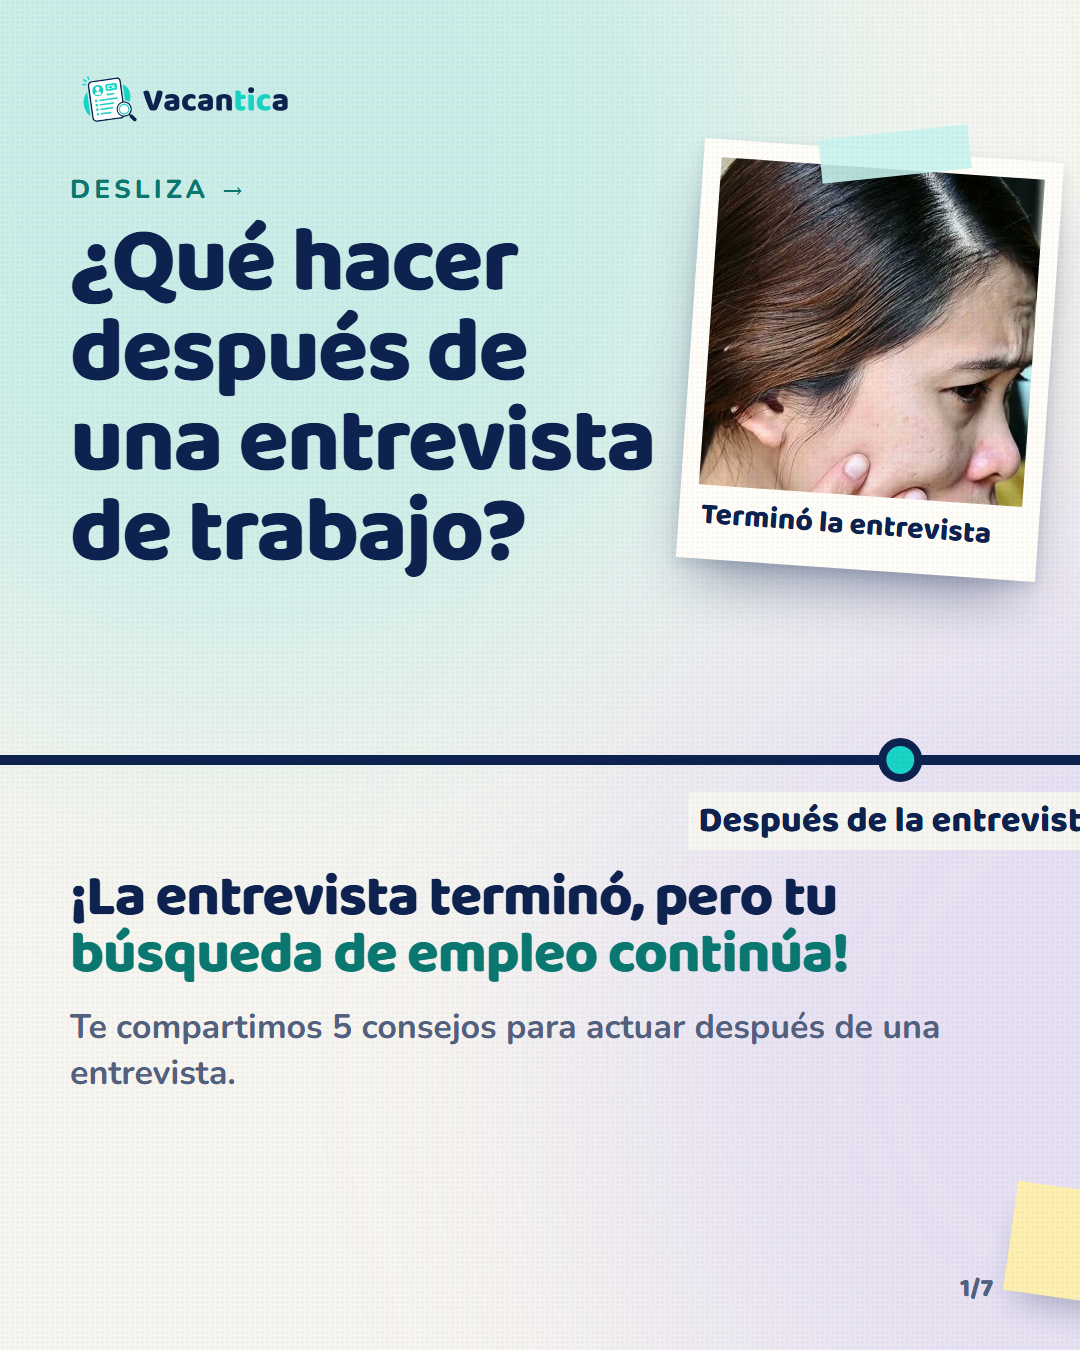 Vacantica
DESLIZA →
¿Qué hacer
después de
una entrevista
de trabajo?
Terminó la entrevista
Después de la entrevist
¡La entrevista terminó, pero tu
búsqueda de empleo continúa!
Te compartimos 5 consejos para actuar después de una
entrevista.
1/7